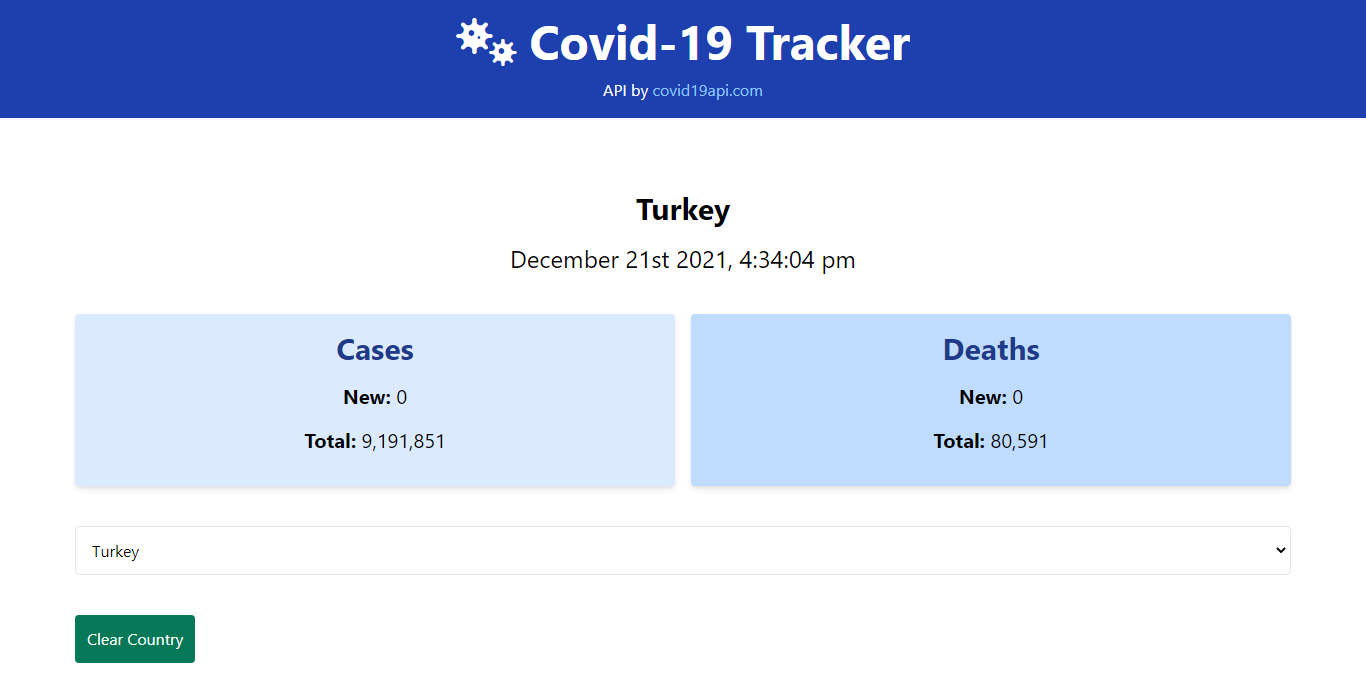 Covid-19 Tracker
API by covid19api.com
Turkey
December 21st 2021, 4:34:04 pm
Cases
New: 0
Total: 9,191,851
Deaths
New: 0
Total: 80,591
Turkey
Clear Country